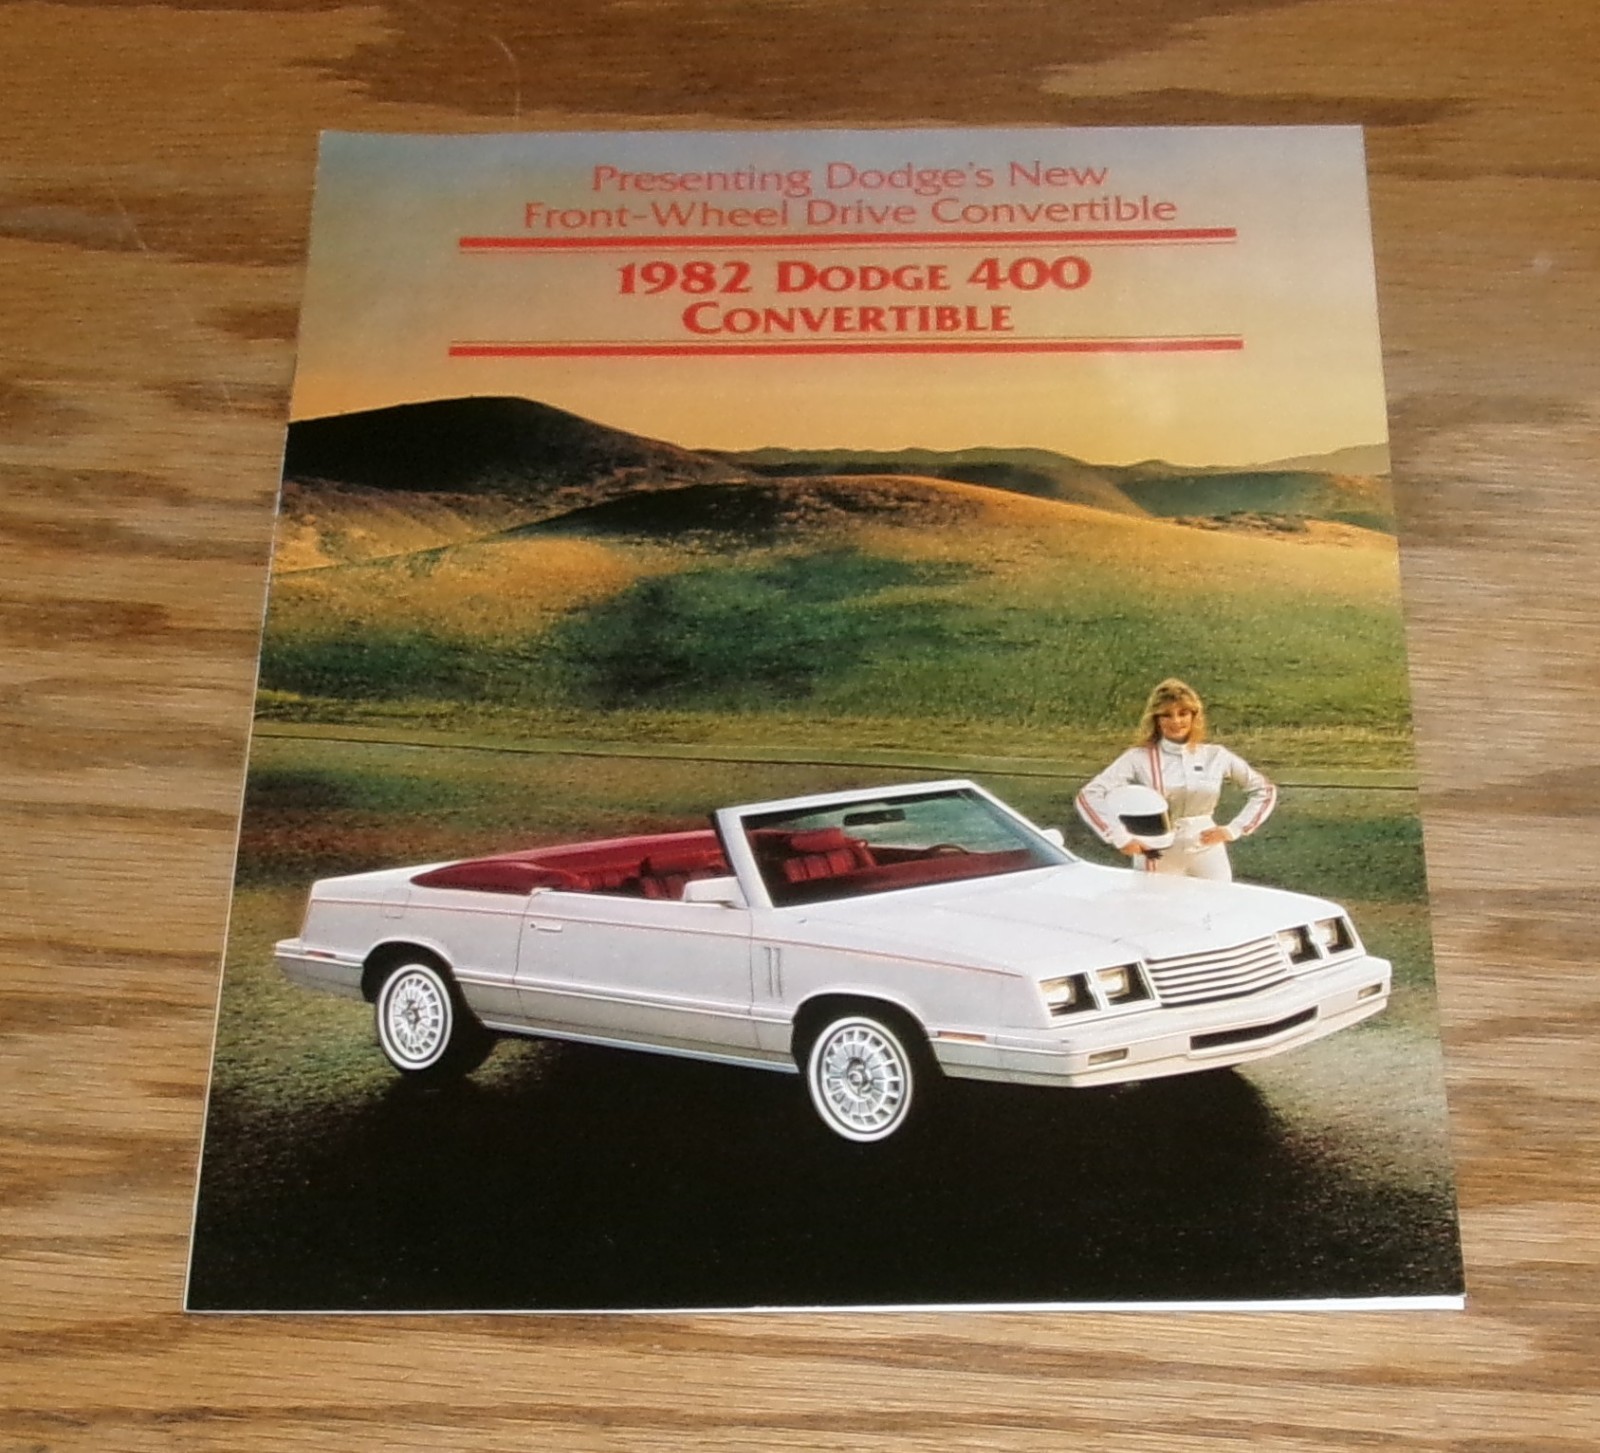 Presenting Dodge's New
Front-Wheel Drive Convertible
1982 DODGE 400
CONVERTIBLE